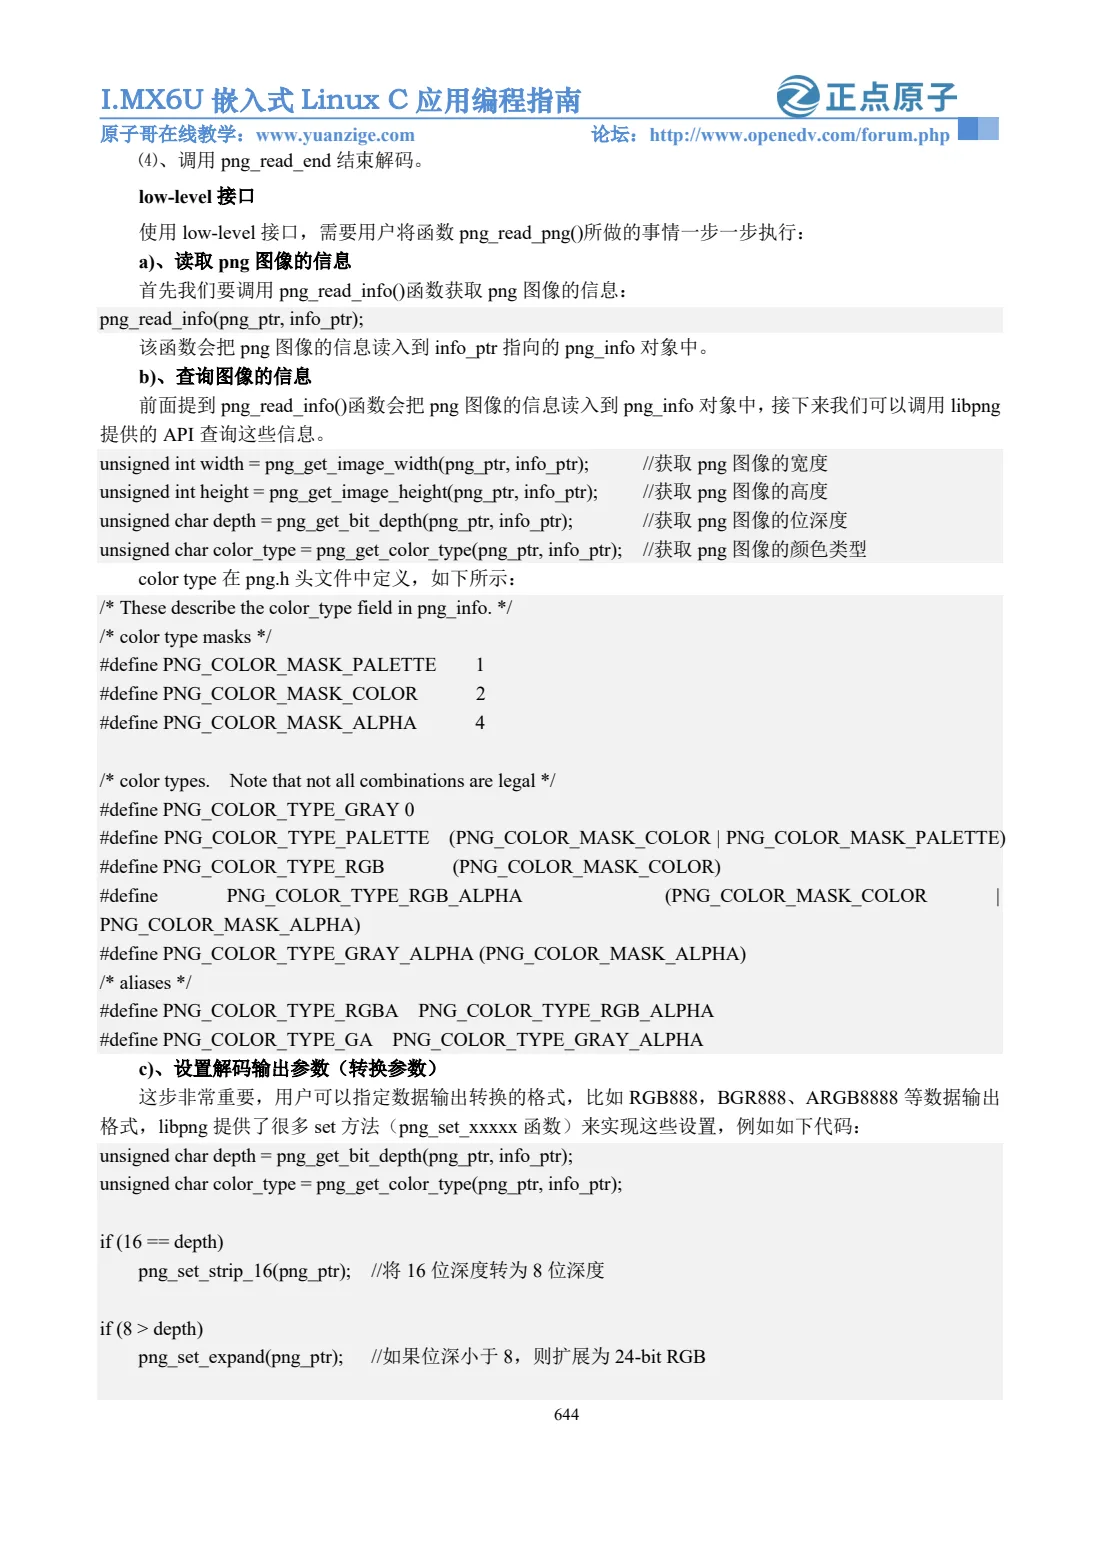 I.MX6U 嵌入式 Linux C 应用编程指南
正点原子
原子哥在线教学：www.yuanzige.com 论坛：http://www.openedv.com/forum.php
⑷、调用 png_read_end 结束解码。
low-level 接口
使用 low-level 接口，需要用户将函数 png_read_png()所做的事情一步一步执行：
a)、读取 png 图像的信息
首先我们要调用 png_read_info()函数获取 png 图像的信息：
png_read_info(png_ptr, info_ptr);
该函数会把 png 图像的信息读入到 info_ptr 指向的 png_info 对象中。
b)、查询图像的信息
前面提到 png_read_info()函数会把 png 图像的信息读入到 png_info 对象中，接下来我们可以调用 libpng
提供的 API 查询这些信息。
unsigned int width = png_get_image_width(png_ptr, info_ptr); //获取 png 图像的宽度
unsigned int height = png_get_image_height(png_ptr, info_ptr); //获取 png 图像的高度
unsigned char depth = png_get_bit_depth(png_ptr, info_ptr); //获取 png 图像的位深度
unsigned char color_type = png_get_color_type(png_ptr, info_ptr); //获取 png 图像的颜色类型
color type 在 png.h 头文件中定义，如下所示：
/* These describe the color_type field in png_info. */
/* color type masks */
#define PNG_COLOR_MASK_PALETTE 1
#define PNG_COLOR_MASK_COLOR 2
#define PNG_COLOR_MASK_ALPHA 4
/* color types. Note that not all combinations are legal */
#define PNG_COLOR_TYPE_GRAY 0
#define PNG_COLOR_TYPE_PALETTE (PNG_COLOR_MASK_COLOR | PNG_COLOR_MASK_PALETTE)
#define PNG_COLOR_TYPE_RGB (PNG_COLOR_MASK_COLOR)
#define PNG_COLOR_TYPE_RGB_ALPHA (PNG_COLOR_MASK_COLOR |
PNG_COLOR_MASK_ALPHA)
#define PNG_COLOR_TYPE_GRAY_ALPHA (PNG_COLOR_MASK_ALPHA)
/* aliases */
#define PNG_COLOR_TYPE_RGBA PNG_COLOR_TYPE_RGB_ALPHA
#define PNG_COLOR_TYPE_GA PNG_COLOR_TYPE_GRAY_ALPHA
c)、设置解码输出参数（转换参数）
这步非常重要，用户可以指定数据输出转换的格式，比如 RGB888，BGR888、ARGB8888 等数据输出
格式，libpng 提供了很多 set 方法（png_set_xxxxx 函数）来实现这些设置，例如如下代码：
unsigned char depth = png_get_bit_depth(png_ptr, info_ptr);
unsigned char color_type = png_get_color_type(png_ptr, info_ptr);
if (16 == depth)
png_set_strip_16(png_ptr); //将 16 位深度转为 8 位深度
if (8 > depth)
png_set_expand(png_ptr); //如果位深小于 8，则扩展为 24-bit RGB
644